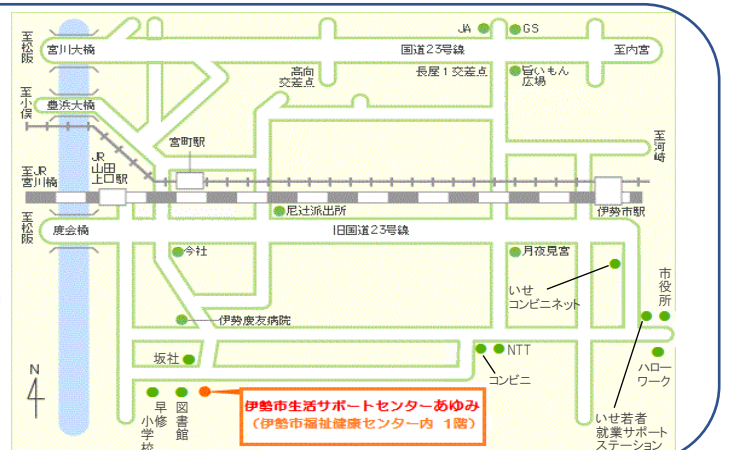 JA
GS
至松阪
宮川大橋
国道23号線
至内宮
高向
交差点
長屋1交差点
旨いもん
広場
至小俣
豊浜大橋
宮町駅
至河崎
至JR
宮川橋
JR
山田
上口駅
尼辻派出所
伊勢市駅
至松阪
度会橋
旧国道23号線
今社
月夜見宮
いせ
コンビニネット
市役所
伊勢慶友病院
坂社
NTT
コンビニ
ハロー
ワーク
N
伊勢市生活サポートセンターあゆみ
（伊勢市福祉健康センター内 1階）
早修
小学校
図書館
いせ若者
就業サポート
ステーション